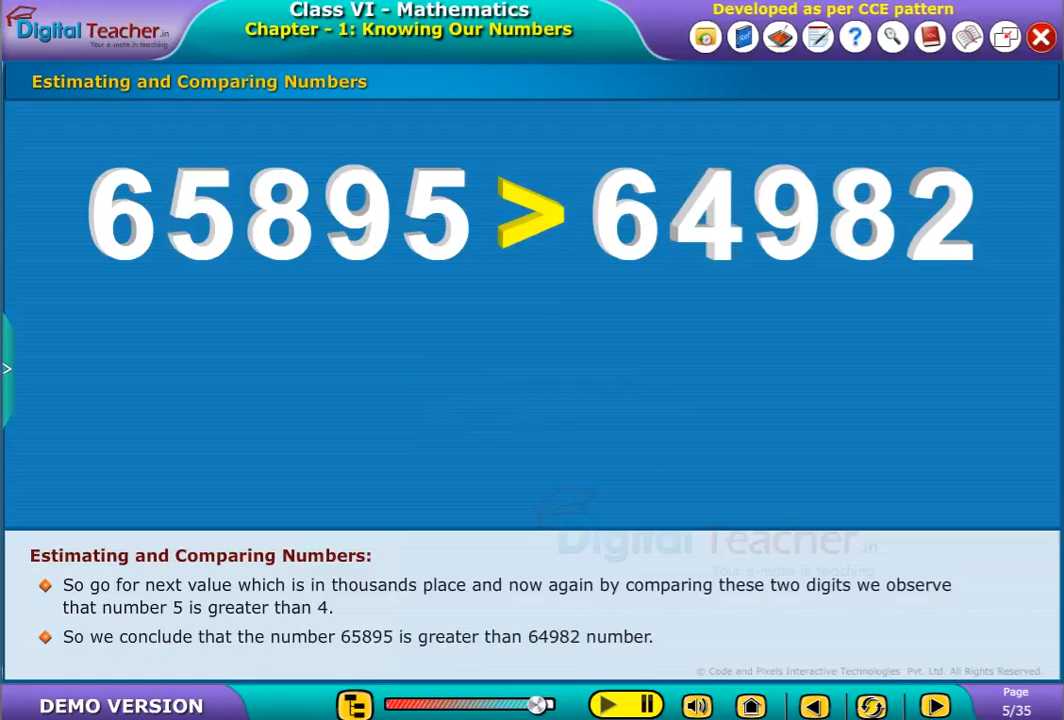 Digital Teacher.in
Your e-mate in teaching
Class VI - Mathematics
Chapter - 1: Knowing Our Numbers
Developed as per CCE pattern
Estimating and Comparing Numbers
65895 > 64982
>
Digital Teacher.in
Your e-mate in teaching
Estimating and Comparing Numbers:
So go for next value which is in thousands place and now again by comparing these two digits we observe
that number 5 is greater than 4.
So we conclude that the number 65895 is greater than 64982 number.
© Code and Pixels Interactive Technologies Pvt. Ltd. All Rights Reserved.
DEMO VERSION
Page
5/35